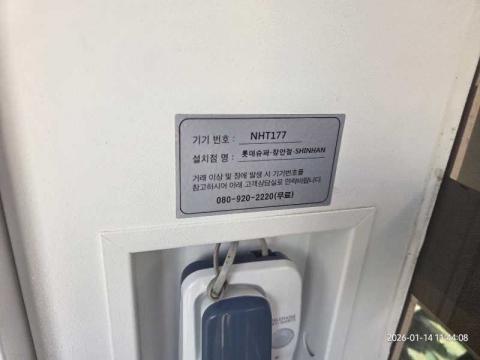 기기 번호 : NHT177
설치점 명 : 롯데슈퍼-장안점-SHINHAN
거래 이상 및 장애 발생 시 기기번호를
참고하시어 아래 고객상담실로 연락바랍니다.
080-920-2220(무료)
2026-01-14 11:44:08